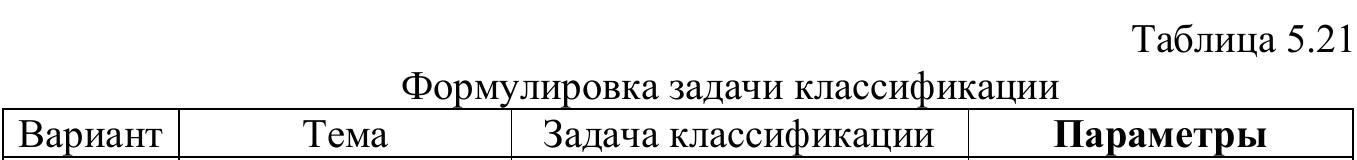 Таблица 5.21
Формулировка задачи классификации
Вариант Тема Задача классификации Параметры